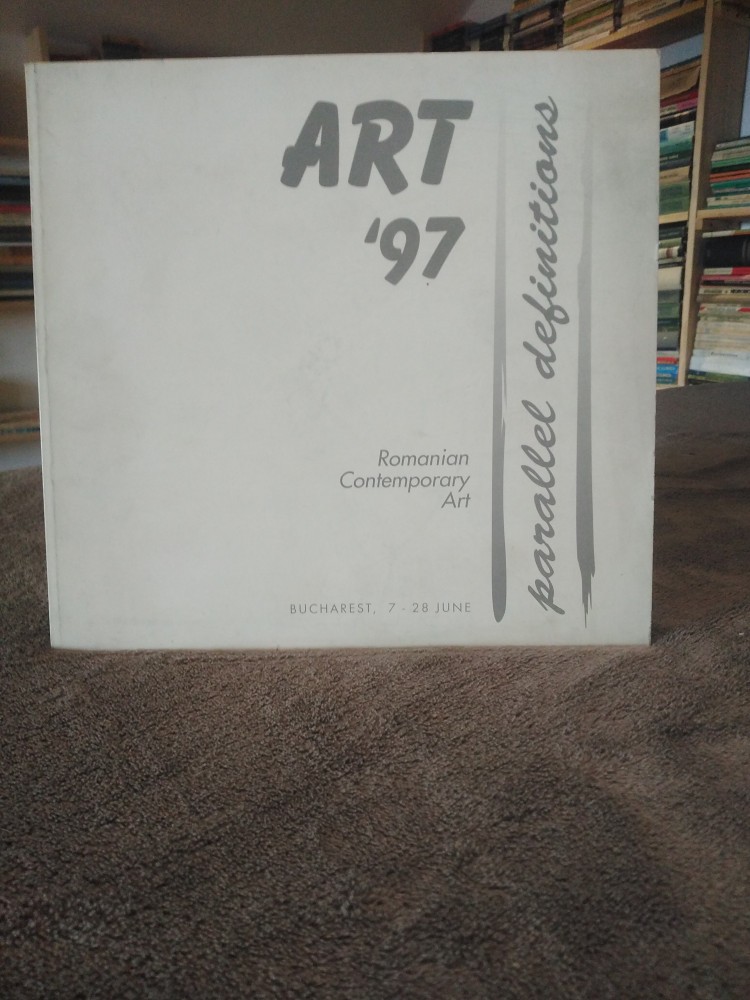 ART
'97
parallel definitions
Romanian
Contemporary
Art
BUCHAREST, 7 - 28 JUNE